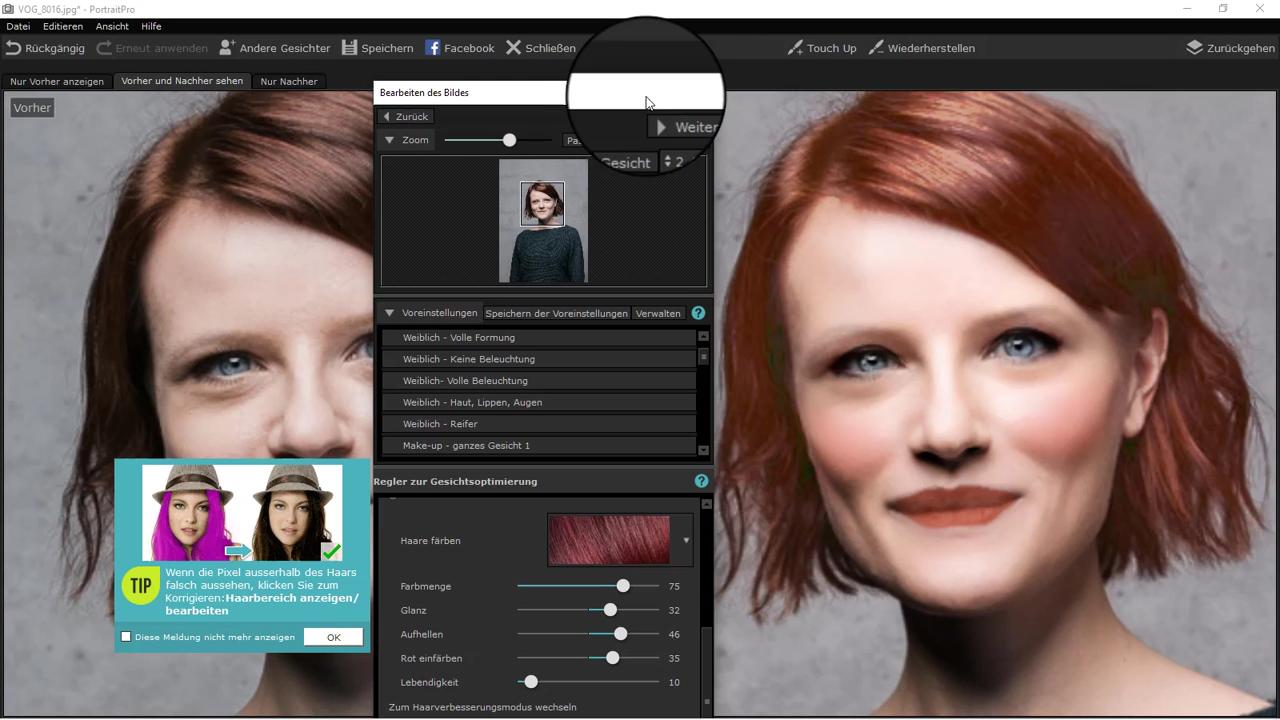 VOG_8016.jpg* - PortraitPro
Datei Editieren Ansicht Hilfe
Rückgängig Erneut anwenden Andere Gesichter Speichern Facebook Schließen Touch Up Wiederherstellen Zurückgehen
Nur Vorher anzeigen Vorher und Nachher sehen Nur Nachher
Vorher
Bearbeiten des Bildes
Zurück
Weiter
Zoom
Gesicht 2
Voreinstellungen Speichern der Voreinstellungen Verwalten ?
Weiblich - Volle Formung
Weiblich - Keine Beleuchtung
Weiblich- Volle Beleuchtung
Weiblich - Haut, Lippen, Augen
Weiblich - Reifer
Make-up - ganzes Gesicht 1
Regler zur Gesichtsoptimierung ?
Haare färben
Farbmenge 75
Glanz 32
Aufhellen 46
Rot einfärben 35
Lebendigkeit 10
Zum Haarverbesserungsmodus wechseln
TIP
Wenn die Pixel ausserhalb des Haars
falsch aussehen, klicken Sie zum
Korrigieren:Haarbereich anzeigen/
bearbeiten
Diese Meldung nicht mehr anzeigen OK